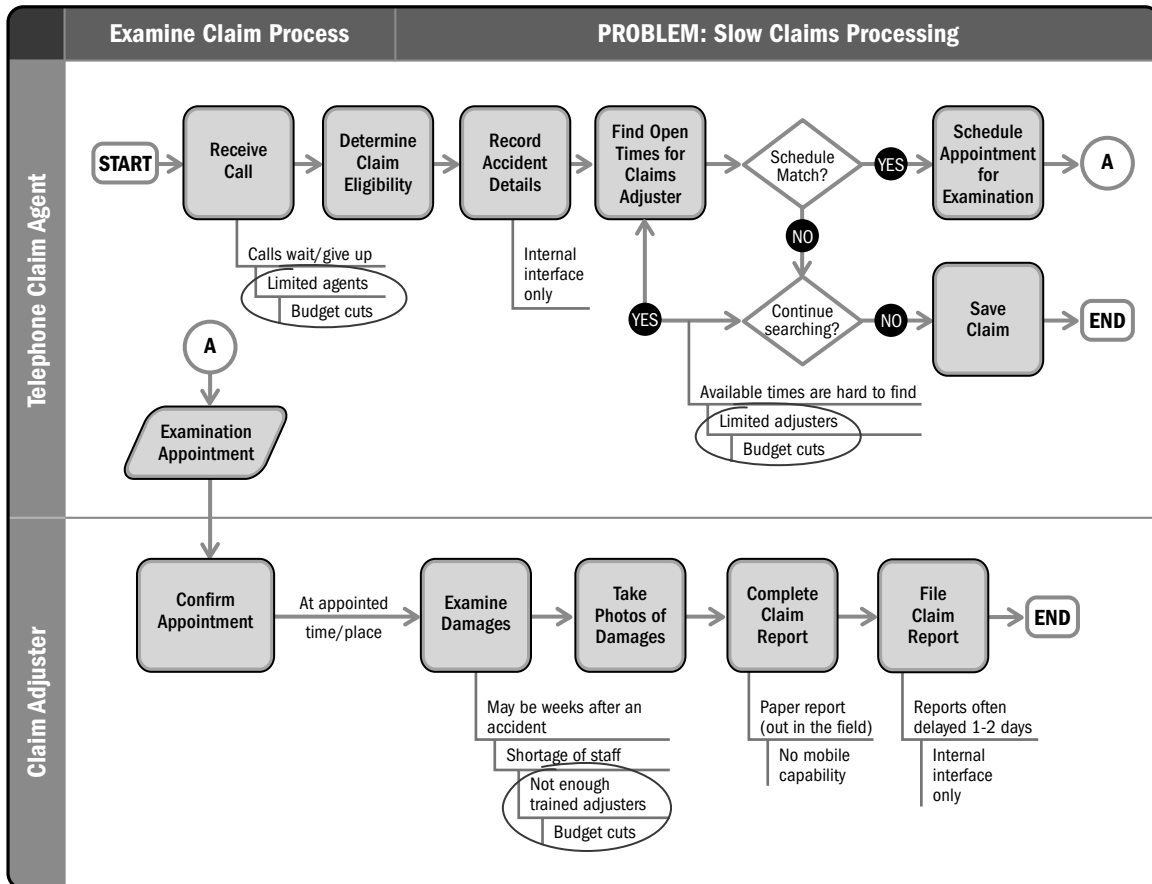 Examine Claim Process
PROBLEM: Slow Claims Processing
Telephone Claim Agent
START
Receive
Call
Determine
Claim
Eligibility
Record
Accident
Details
Find Open
Times for
Claims
Adjuster
Schedule
Match?
YES
Schedule
Appointment
for
Examination
A
NO
Calls wait/give up
Limited agents
Budget cuts
Internal
interface
only
YES
Continue
searching?
NO
Save
Claim
END
A
Available times are hard to find
Limited adjusters
Budget cuts
Examination
Appointment
Claim Adjuster
Confirm
Appointment
At appointed
time/place
Examine
Damages
Take
Photos of
Damages
Complete
Claim
Report
File
Claim
Report
END
May be weeks after an
accident
Shortage of staff
Not enough
trained adjusters
Budget cuts
Paper report
(out in the field)
No mobile
capability
Reports often
delayed 1-2 days
Internal
interface
only